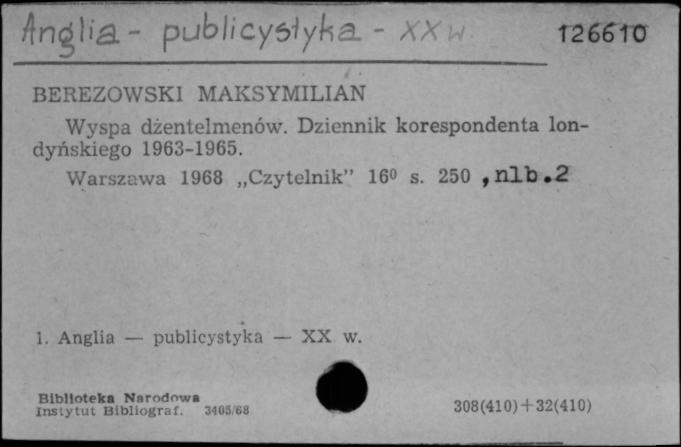 Anglia - publicystyka - XX w.
126610
BEREZOWSKI MAKSYMILIAN
Wyspa dżentelmenów. Dziennik korespondenta lon-
dyńskiego 1963-1965.
Warszawa 1968 „Czytelnik” 16⁰ s. 250 , nlb.2
1. Anglia — publicystyka — XX w.
Biblioteka Narodowa
Instytut Bibliograf. 3405/68
308(410)+32(410)